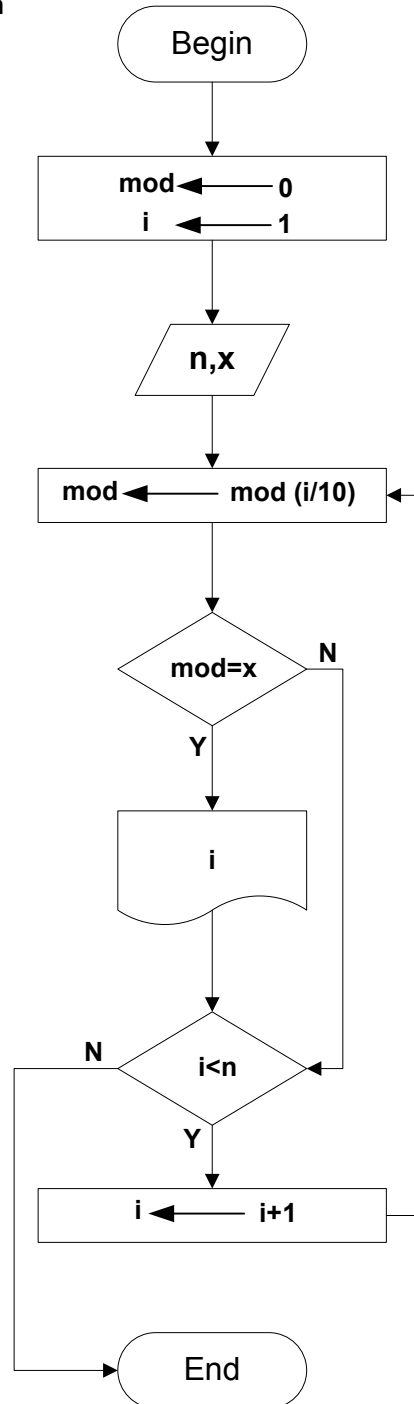 Begin
mod 0
i 1
n,x
mod mod (i/10)
mod=x
N
Y
i
N
i<n
Y
i i+1
End